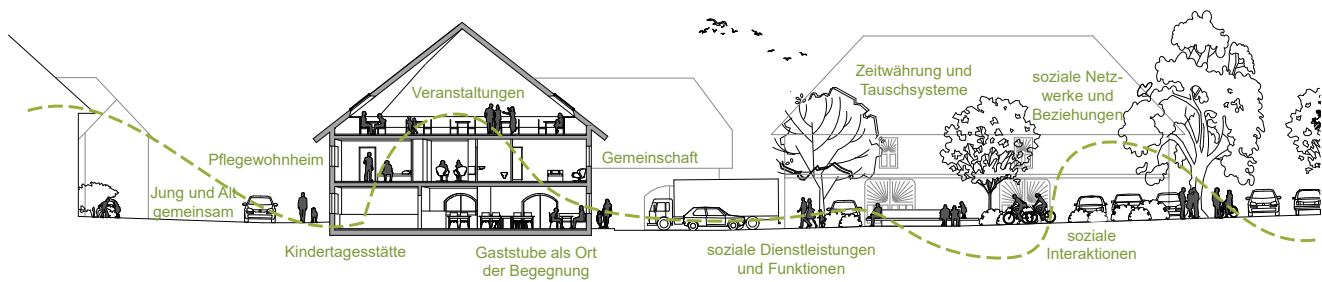 Veranstaltungen
Pflegewohnheim
Jung und Alt
gemeinsam
Kindertagesstätte
Gaststube als Ort
der Begegnung
Gemeinschaft
soziale Dienstleistungen
und Funktionen
Zeitwährung und
Tauschsysteme
soziale Netz-
werke und
Beziehungen
soziale
Interaktionen